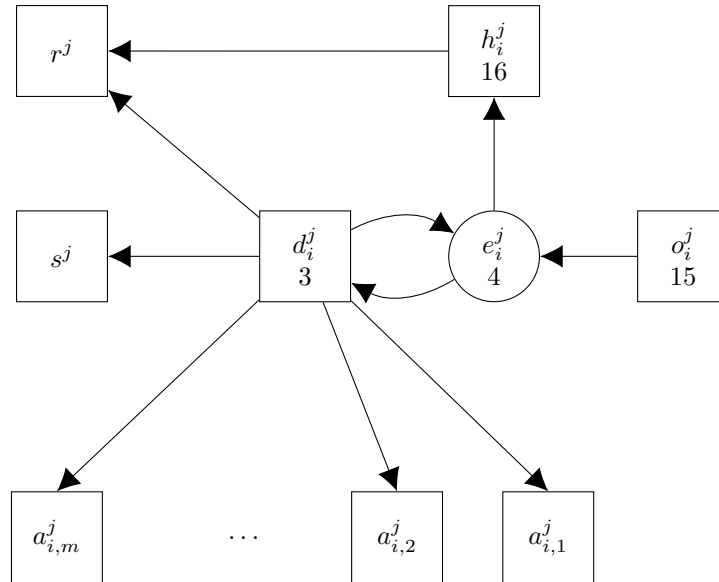 r^j
h_i^j
16
s^j
d_i^j
3
e_i^j
4
o_i^j
15
a_{i,m}^j
⋯
a_{i,2}^j
a_{i,1}^j